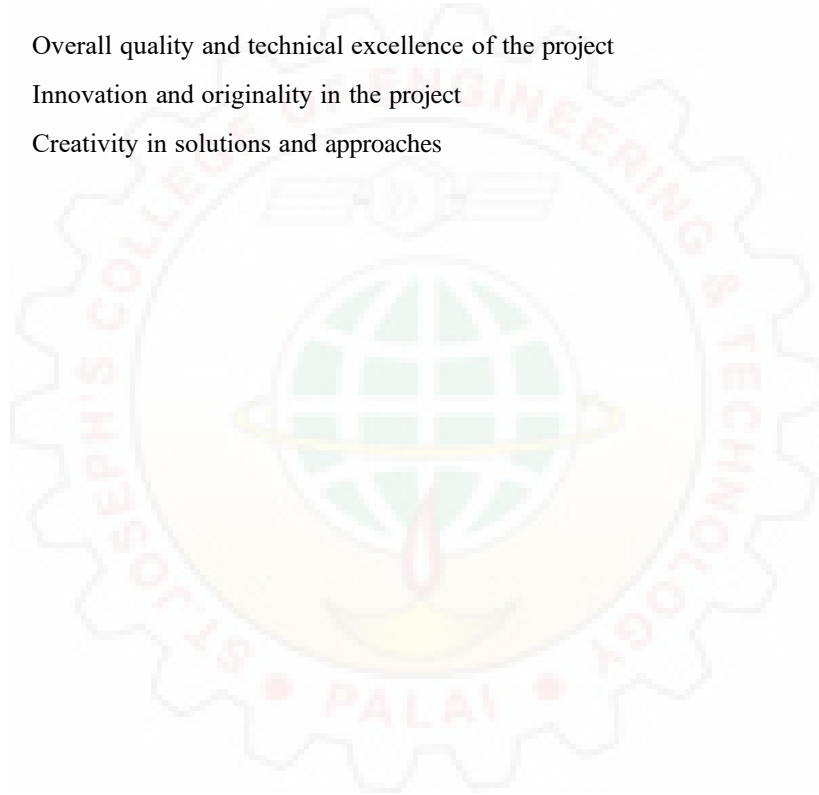 Overall quality and technical excellence of the project
Innovation and originality in the project
Creativity in solutions and approaches
ST.JOSEPH'S COLLEGE OF ENGINEERING & TECHNOLOGY
PALAI